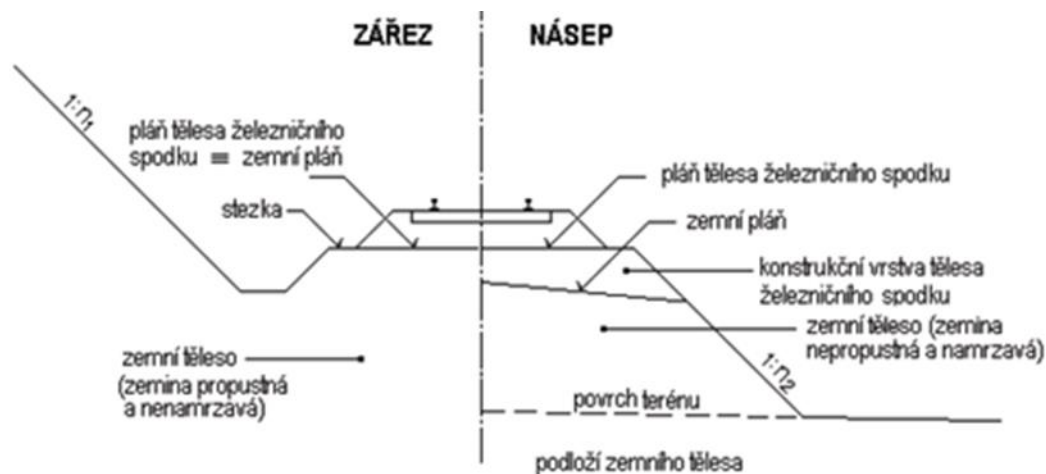 ZÁŘEZ
NÁSEP
1:n₁
pláň tělesa železničního
spodku ≡ zemní pláň
stezka
pláň tělesa železničního spodku
zemní pláň
konstrukční vrstva tělesa
železničního spodku
zemní těleso (zemina
nepropustná a namrzavá)
zemní těleso
(zemina propustná
a nenamrzavá)
1:n₂
povrch terénu
podloží zemního tělesa